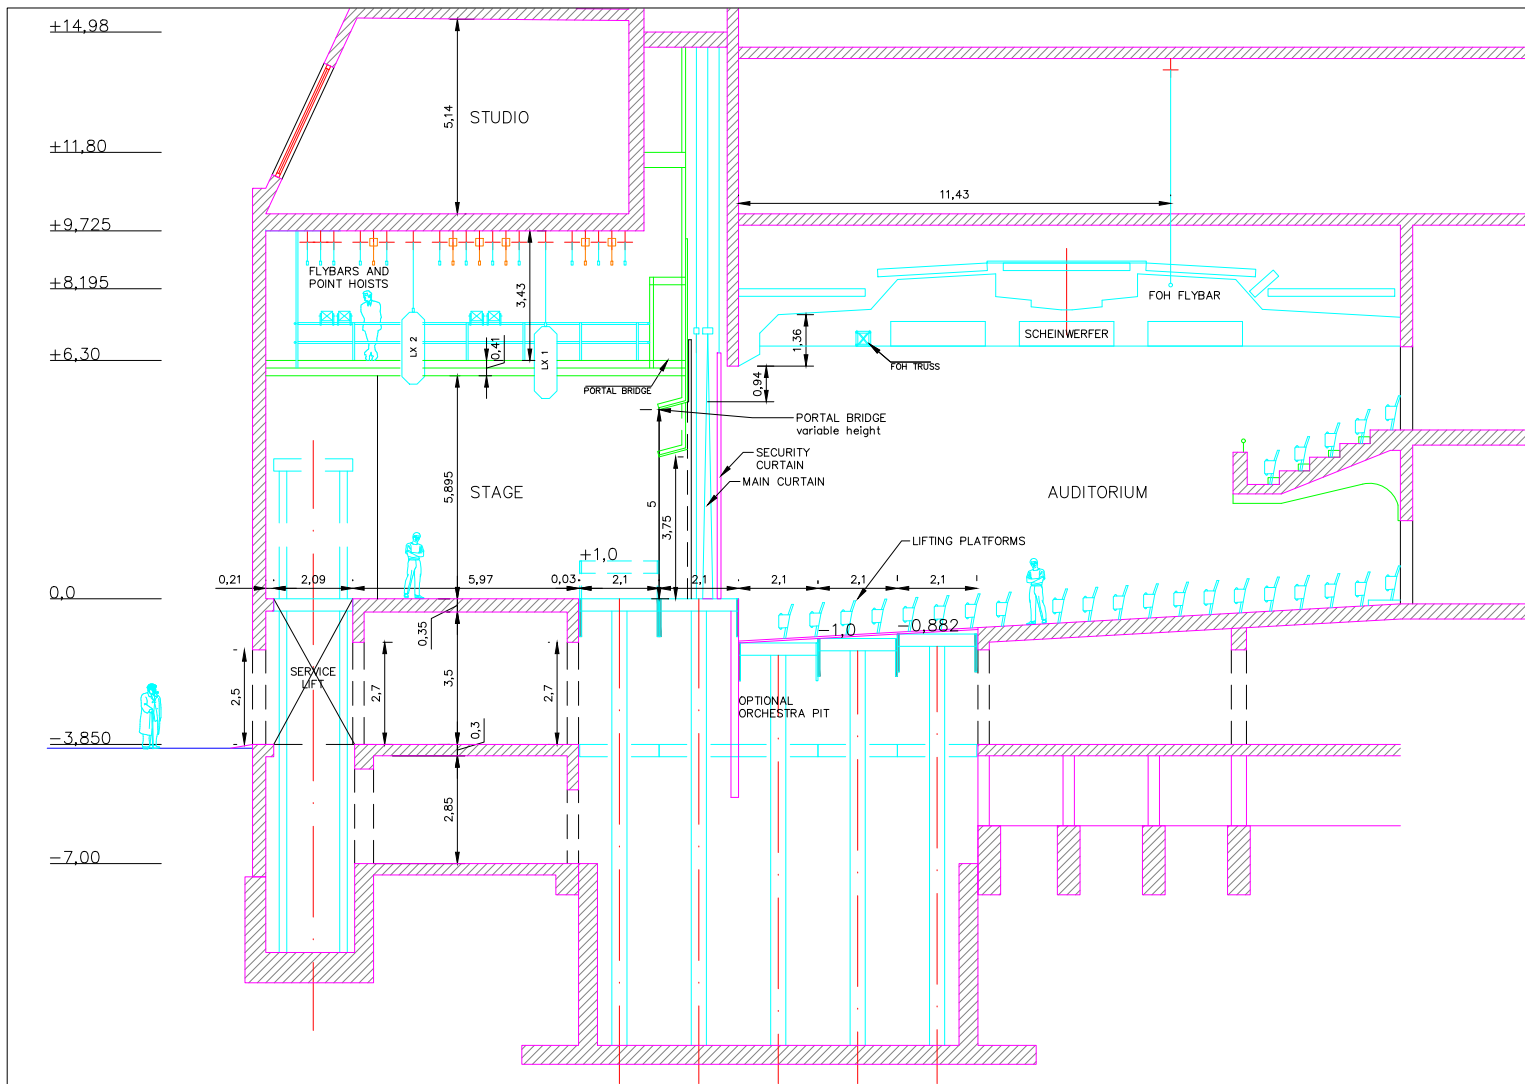 +14,98
5,14
STUDIO
+11,80
11,43
+9,725
FLYBARS AND
POINT HOISTS
+8,195
3,43
FOH FLYBAR
1,36
SCHEINWERFER
LX 2
LX 1
0,41
+6,30
FOH TRUSS
PORTAL BRIDGE
0,94
PORTAL BRIDGE
variable height
SECURITY
CURTAIN
MAIN CURTAIN
5,895
STAGE
5
3,75
AUDITORIUM
LIFTING PLATFORMS
+1,0
0,21
2,09
5,97
0,03
2,1
2,1
2,1
2,1
2,1
0,0
0,35
-1,0
-0,882
SERVICE
LIFT
2,5
2,7
3,5
2,7
OPTIONAL
ORCHESTRA PIT
0,3
-3,850
2,85
-7,00